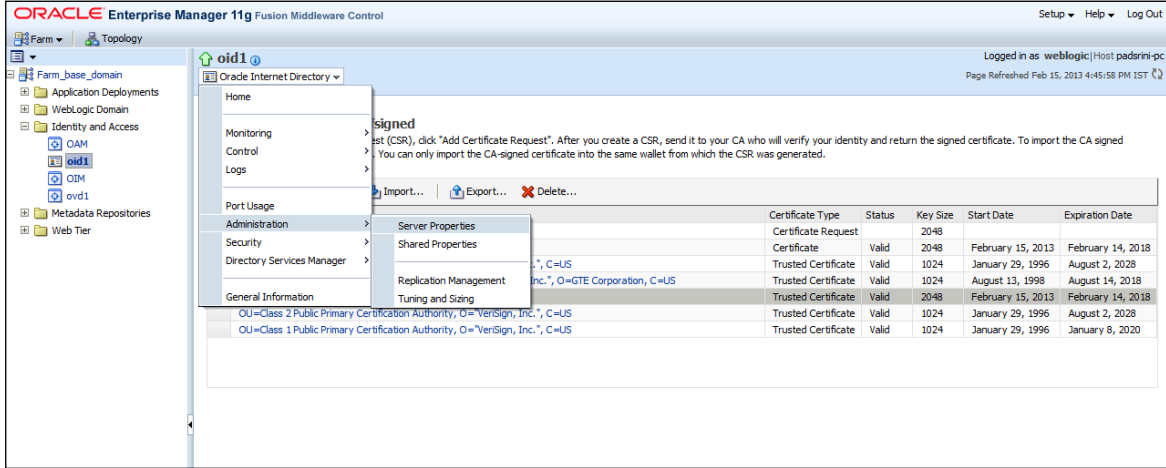 ORACLE Enterprise Manager 11g Fusion Middleware Control
Setup Help Log Out
Farm Topology
oid1
Logged in as weblogic|Host padsrini-pc
Oracle Internet Directory
Page Refreshed Feb 15, 2013 4:45:58 PM IST
Farm_base_domain
Application Deployments
WebLogic Domain
Identity and Access
OAM
oid1
OIM
ovd1
Metadata Repositories
Web Tier
Home
Monitoring
Control
Logs
Port Usage
Administration
Security
Directory Services Manager
General Information
Server Properties
Shared Properties
Replication Management
Tuning and Sizing
fsigned
est (CSR), click "Add Certificate Request". After you create a CSR, send it to your CA who will verify your identity and return the signed certificate. To import the CA signed
. You can only import the CA-signed certificate into the same wallet from which the CSR was generated.
Import... Export... Delete...
Certificate Type Status Key Size Start Date Expiration Date
Certificate Request 2048
Certificate Valid 2048 February 15, 2013 February 14, 2018
.", C=US Trusted Certificate Valid 1024 January 29, 1996 August 2, 2028
Inc.", O=GTE Corporation, C=US Trusted Certificate Valid 1024 August 13, 1998 August 14, 2018
Trusted Certificate Valid 2048 February 15, 2013 February 14, 2018
OU=Class 2 Public Primary Certification Authority, O="VeriSign, Inc.", C=US Trusted Certificate Valid 1024 January 29, 1996 August 2, 2028
OU=Class 1 Public Primary Certification Authority, O="VeriSign, Inc.", C=US Trusted Certificate Valid 1024 January 29, 1996 January 8, 2020